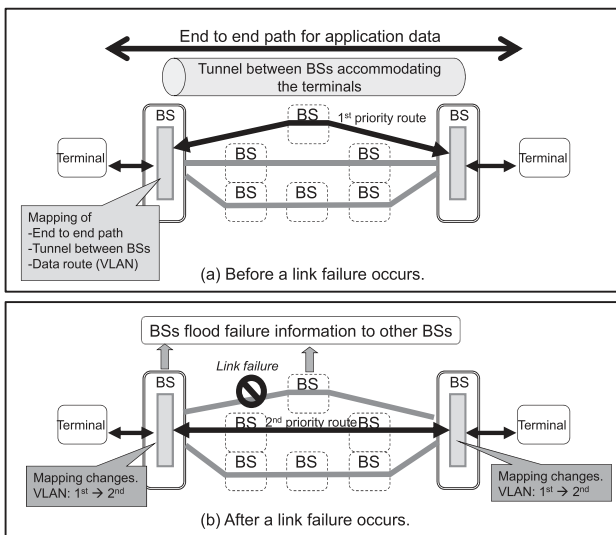 End to end path for application data
Tunnel between BSs accommodating
the terminals
BS
BS
BS
1st priority route
Terminal
BS
BS
Terminal
BS
BS
BS
Mapping of
-End to end path
-Tunnel between BSs
-Data route (VLAN)
(a) Before a link failure occurs.
BSs flood failure information to other BSs
Link failure
BS
BS
BS
Terminal
2nd priority route
BS
BS
Terminal
BS
BS
BS
Mapping changes.
VLAN: 1st → 2nd
Mapping changes.
VLAN: 1st → 2nd
(b) After a link failure occurs.